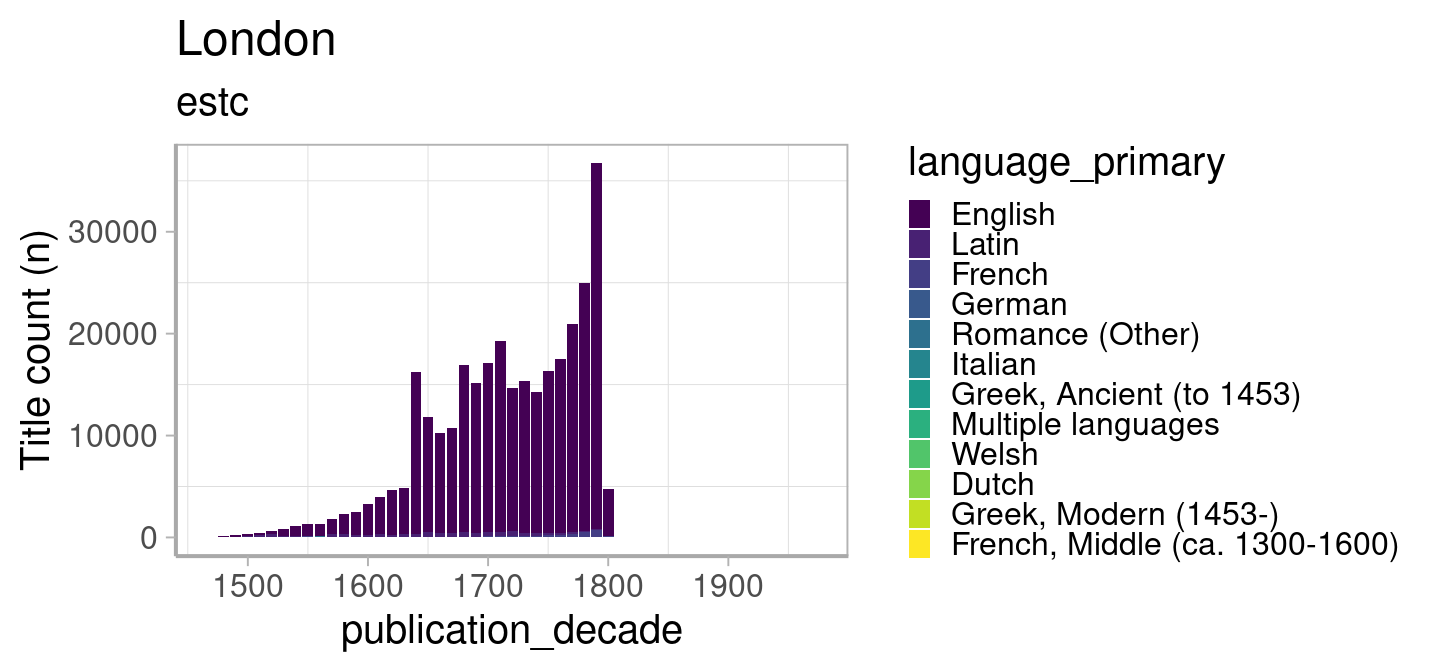 London
estc
Title count (n)
30000
20000
10000
0
1500 1600 1700 1800 1900
publication_decade
language_primary
English
Latin
French
German
Romance (Other)
Italian
Greek, Ancient (to 1453)
Multiple languages
Welsh
Dutch
Greek, Modern (1453-)
French, Middle (ca. 1300-1600)